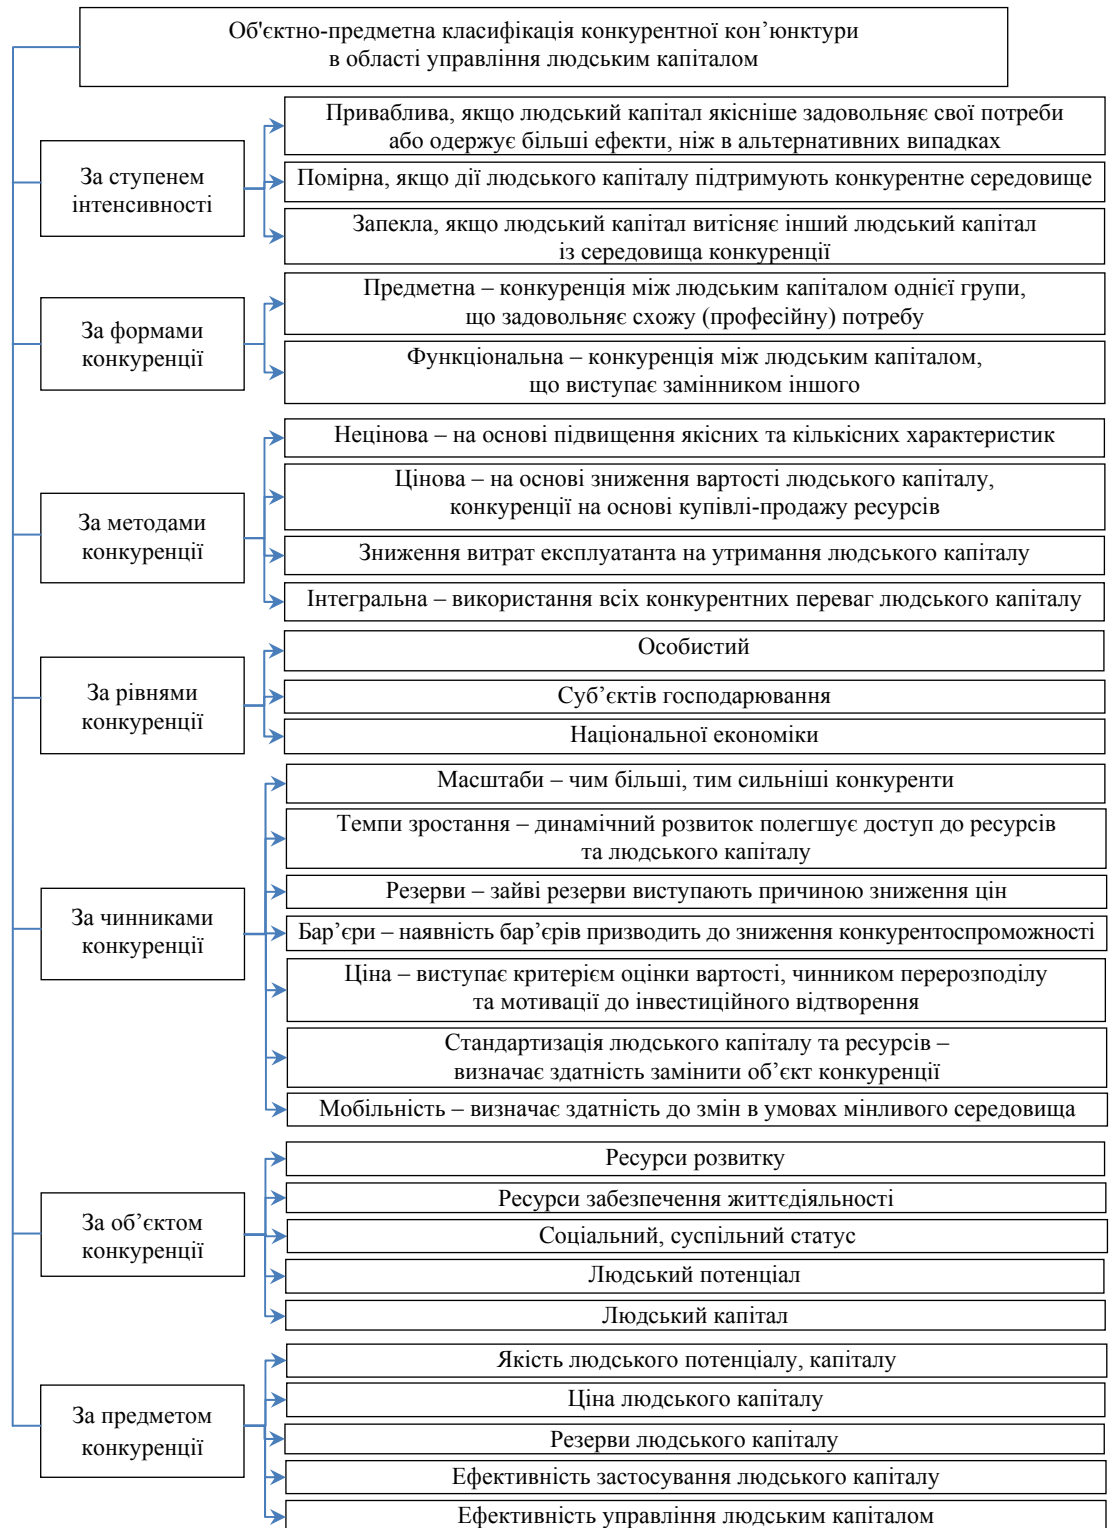 Об'єктно-предметна класифікація конкурентної кон’юнктури
в області управління людським капіталом
За ступенем
інтенсивності
Приваблива, якщо людський капітал якісніше задовольняє свої потреби
або одержує більші ефекти, ніж в альтернативних випадках
Помірна, якщо дії людського капіталу підтримують конкурентне середовище
Запекла, якщо людський капітал витісняє інший людський капітал
із середовища конкуренції
За формами
конкуренції
Предметна – конкуренція між людським капіталом однієї групи,
що задовольняє схожу (професійну) потребу
Функціональна – конкуренція між людським капіталом,
що виступає замінником іншого
За методами
конкуренції
Нецінова – на основі підвищення якісних та кількісних характеристик
Цінова – на основі зниження вартості людського капіталу,
конкуренції на основі купівлі-продажу ресурсів
Зниження витрат експлуатанта на утримання людського капіталу
Інтегральна – використання всіх конкурентних переваг людського капіталу
За рівнями
конкуренції
Особистий
Суб’єктів господарювання
Національної економіки
За чинниками
конкуренції
Масштаби – чим більші, тим сильніші конкуренти
Темпи зростання – динамічний розвиток полегшує доступ до ресурсів
та людського капіталу
Резерви – зайві резерви виступають причиною зниження цін
Бар’єри – наявність бар’єрів призводить до зниження конкурентоспроможності
Ціна – виступає критерієм оцінки вартості, чинником перерозподілу
та мотивації до інвестиційного відтворення
Стандартизація людського капіталу та ресурсів –
визначає здатність замінити об’єкт конкуренції
Мобільність – визначає здатність до змін в умовах мінливого середовища
За об’єктом
конкуренції
Ресурси розвитку
Ресурси забезпечення життєдіяльності
Соціальний, суспільний статус
Людський потенціал
Людський капітал
За предметом
конкуренції
Якість людського потенціалу, капіталу
Ціна людського капіталу
Резерви людського капіталу
Ефективність застосування людського капіталу
Ефективність управління людським капіталом